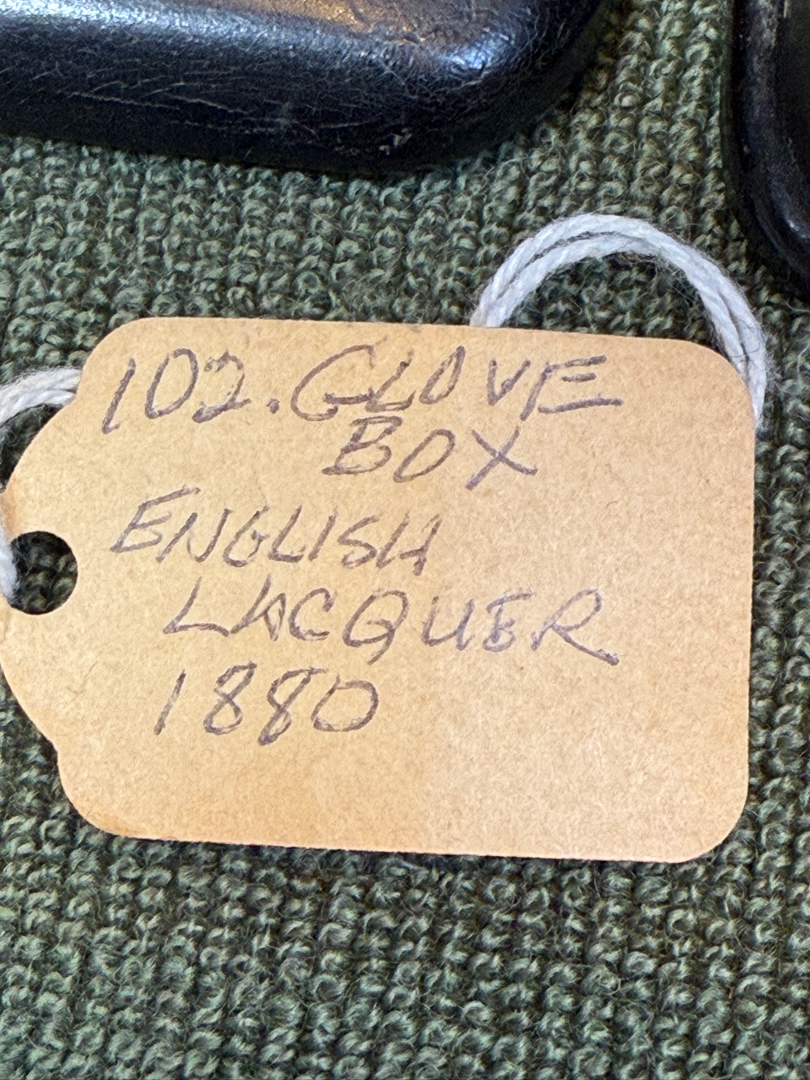 102. GLOVE
BOX
ENGLISH
LACQUER
1880